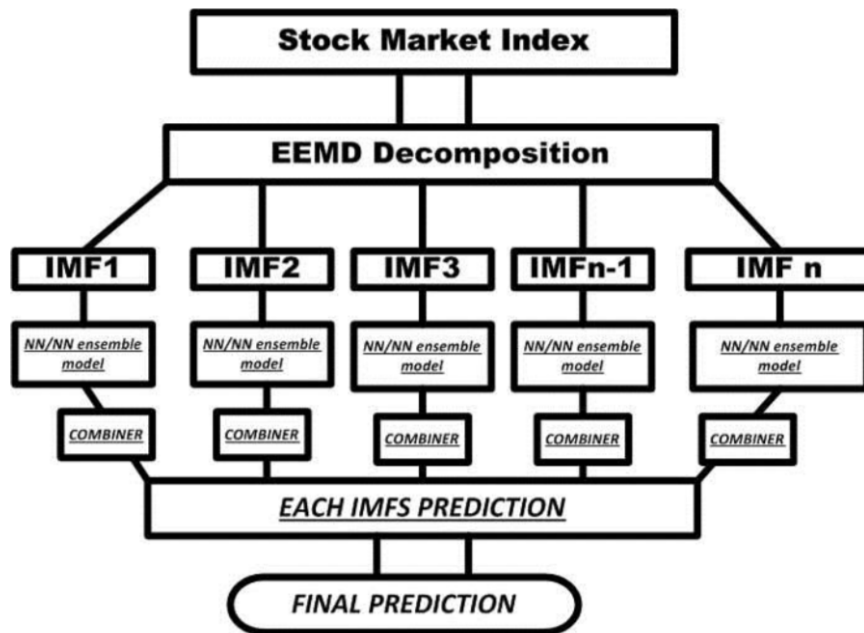 Stock Market Index
EEMD Decomposition
IMF1
IMF2
IMF3
IMFn-1
IMF n
NN/NN ensemble
model
NN/NN ensemble
model
NN/NN ensemble
model
NN/NN ensemble
model
NN/NN ensemble
model
COMBINER
COMBINER
COMBINER
COMBINER
COMBINER
EACH IMFS PREDICTION
FINAL PREDICTION